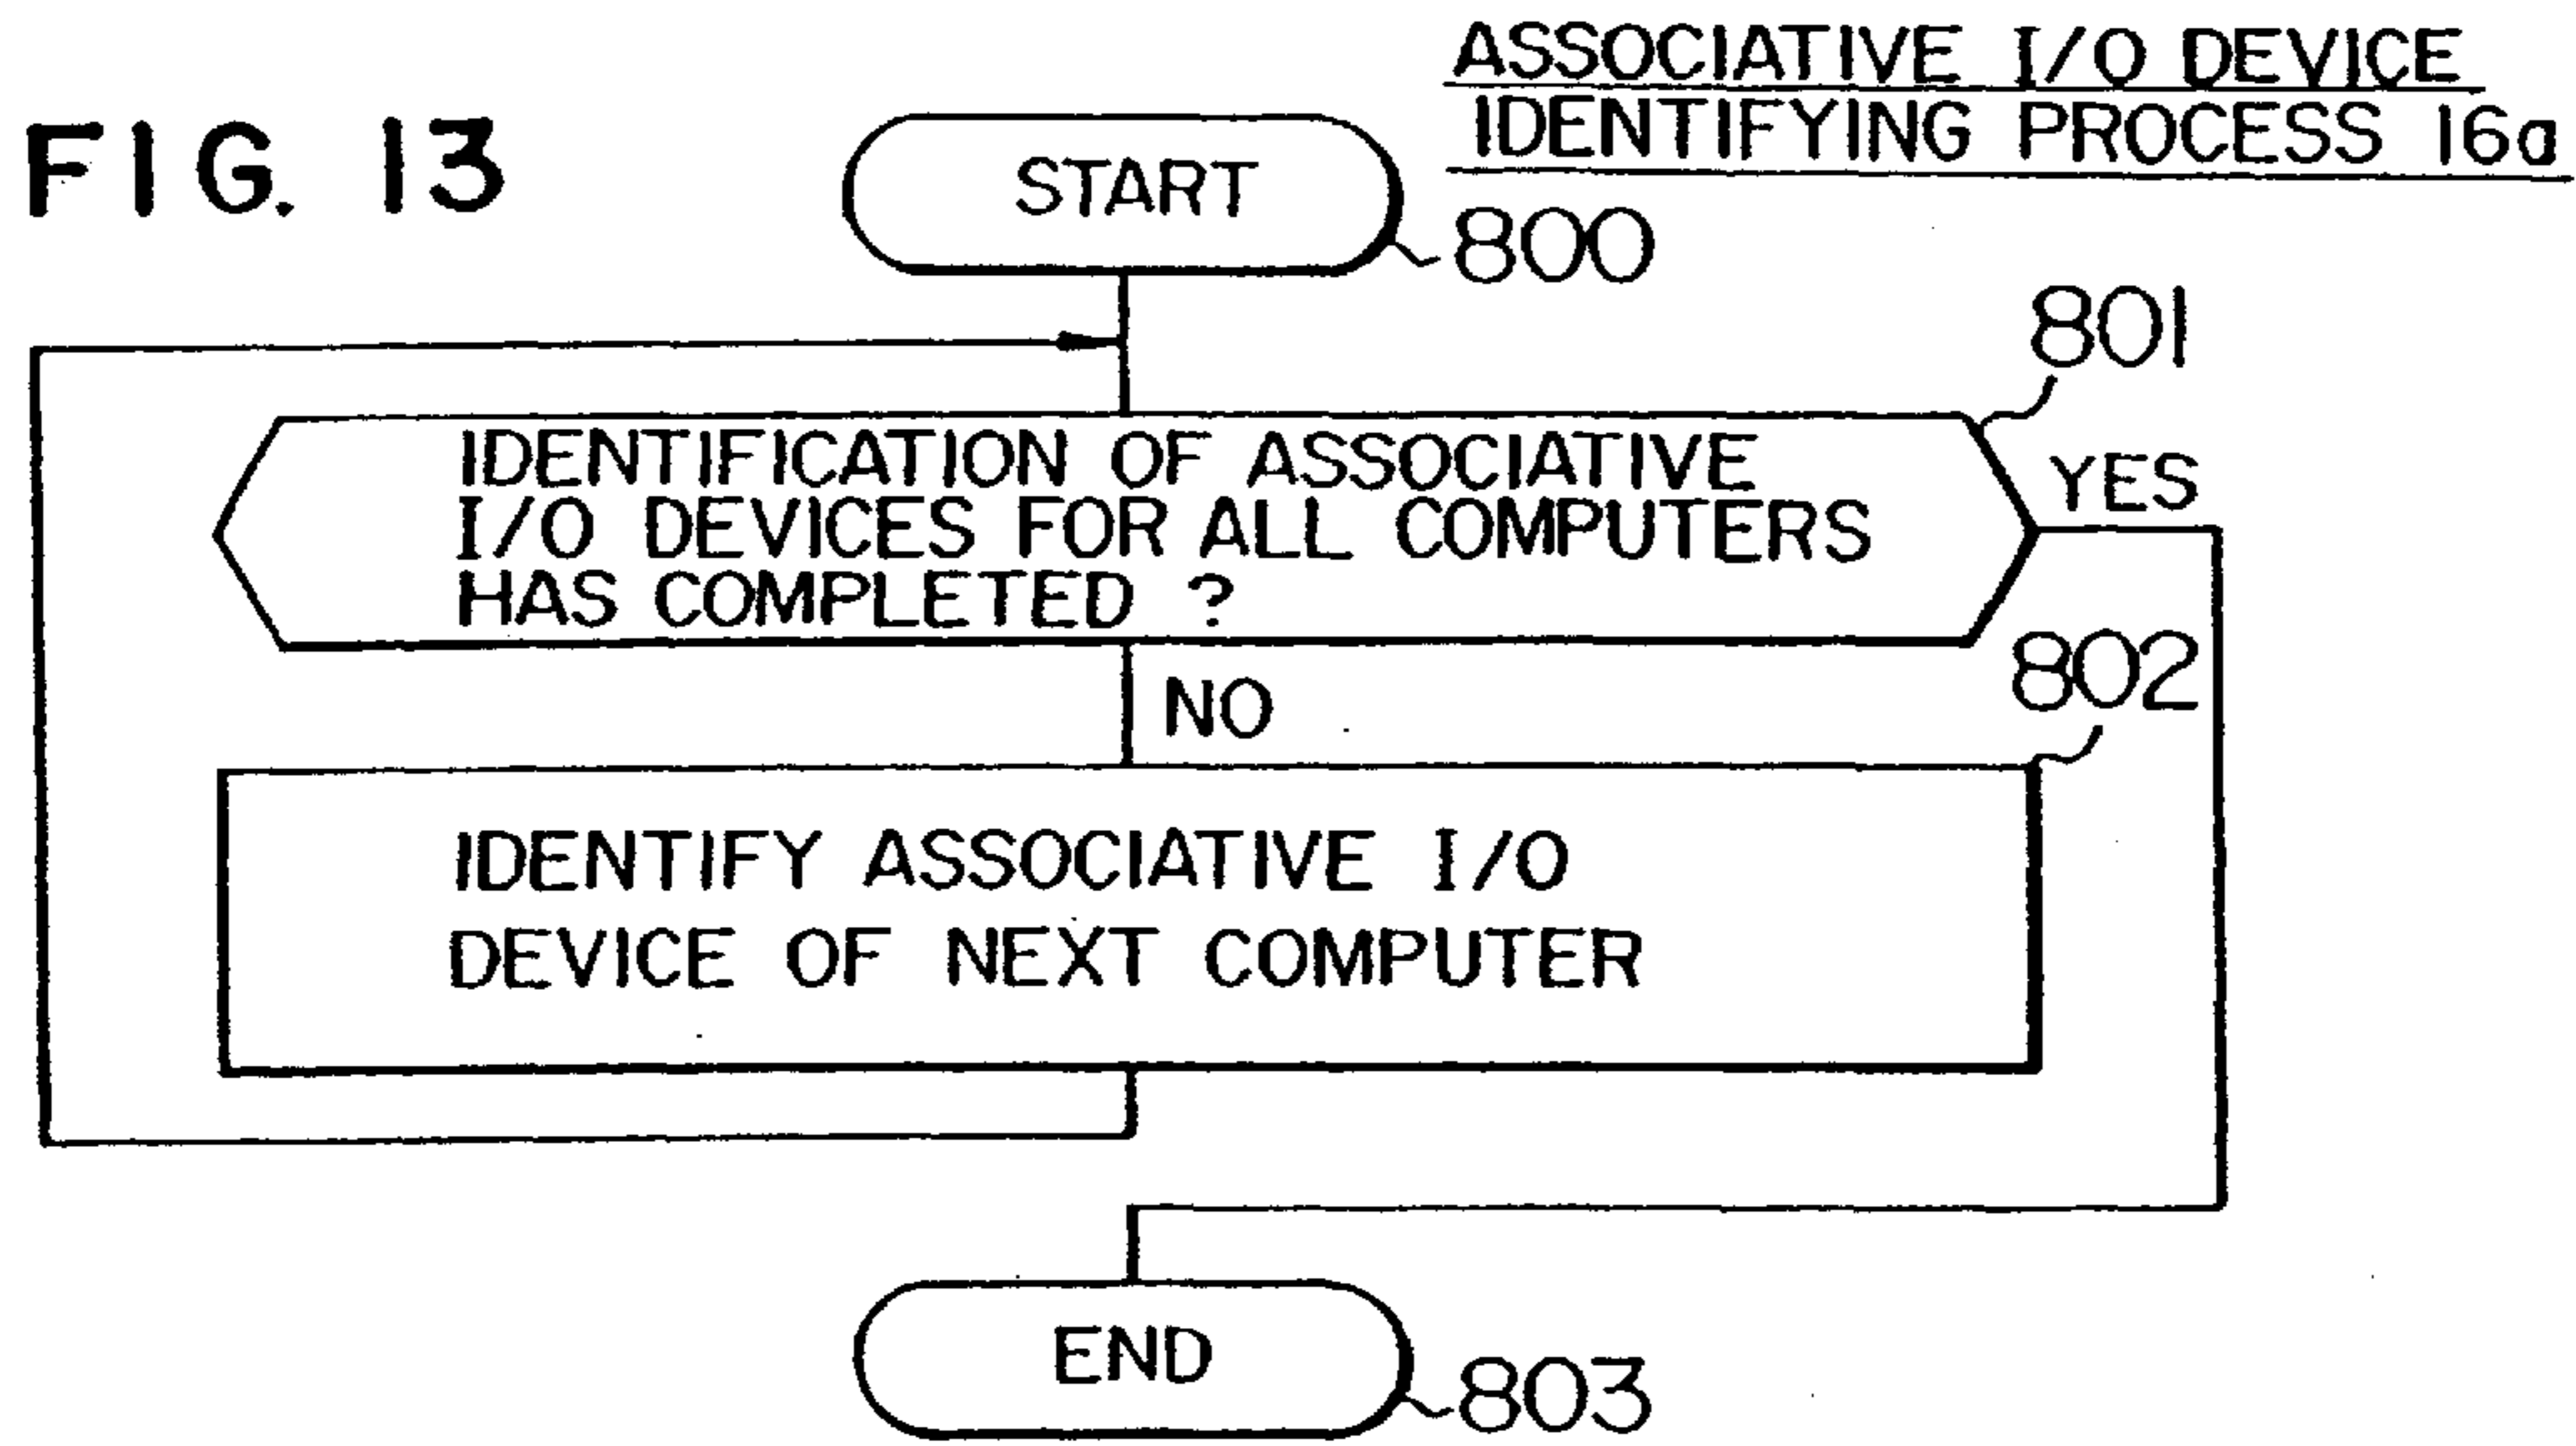 FIG. 13
ASSOCIATIVE I/O DEVICE
IDENTIFYING PROCESS 16a
START
800
801
IDENTIFICATION OF ASSOCIATIVE
I/O DEVICES FOR ALL COMPUTERS
HAS COMPLETED ?
YES
NO
802
IDENTIFY ASSOCIATIVE I/O
DEVICE OF NEXT COMPUTER
END
803